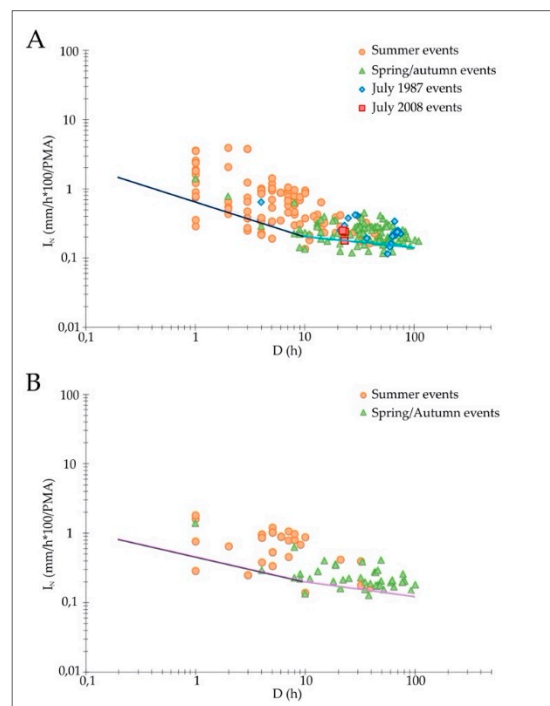 A
100
10
1
0,1
0,01
I_N (mm/h*100/PMA)
Summer events
Spring/autumn events
July 1987 events
July 2008 events
0,1 1 10 100
D (h)
B
100
10
1
0,1
0,01
I_N (mm/h*100/PMA)
Summer events
Spring/Autumn events
0,1 1 10 100
D (h)